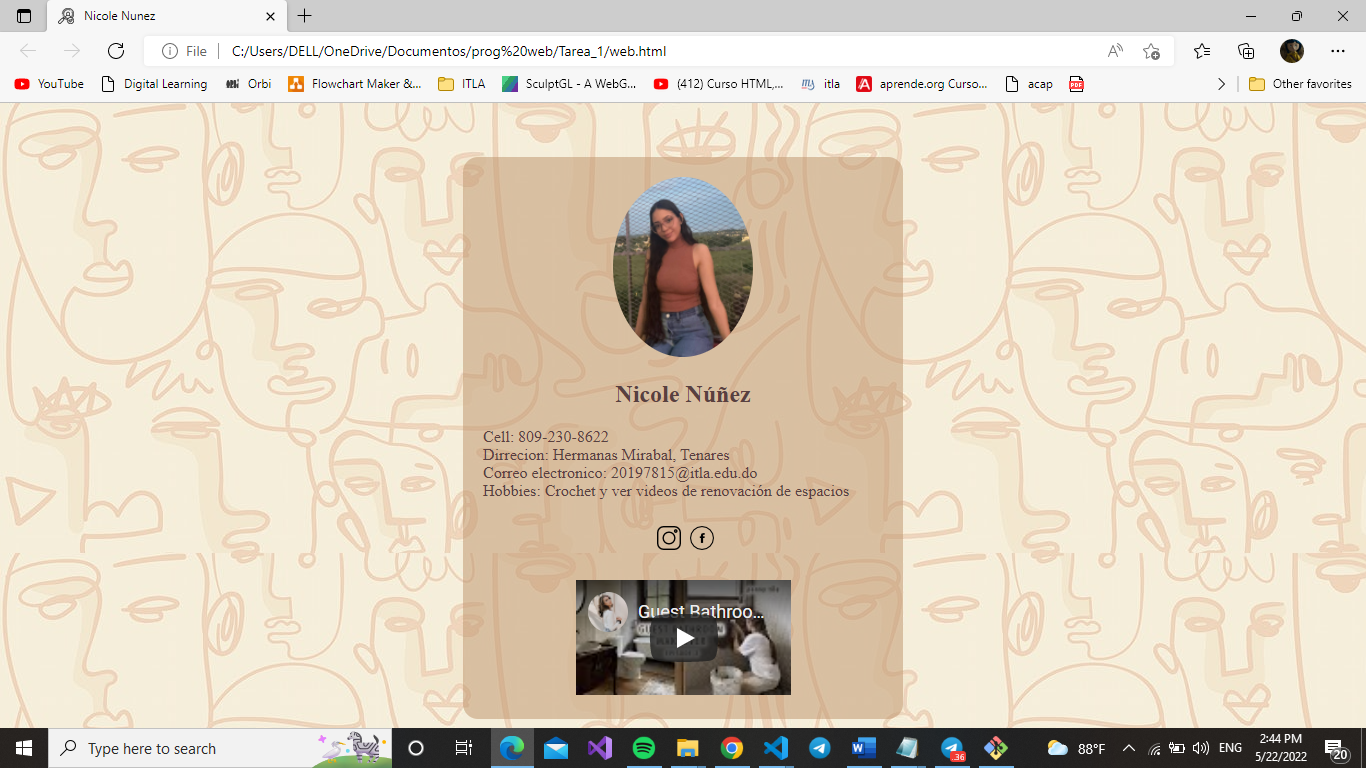 Nicole Nunez
File
C:/Users/DELL/OneDrive/Documentos/prog%20web/Tarea_1/web.html
YouTube
Digital Learning
Orbi
Flowchart Maker &...
ITLA
SculptGL - A WebG...
(412) Curso HTML,...
itla
aprende.org Curso...
acap
PDF
Other favorites
Nicole Núñez
Cell: 809-230-8622
Dirrecion: Hermanas Mirabal, Tenares
Correo electronico: 20197815@itla.edu.do
Hobbies: Crochet y ver videos de renovación de espacios
Guest Bathroo...
Type here to search
.36
88°F
ENG
2:44 PM
5/22/2022
20